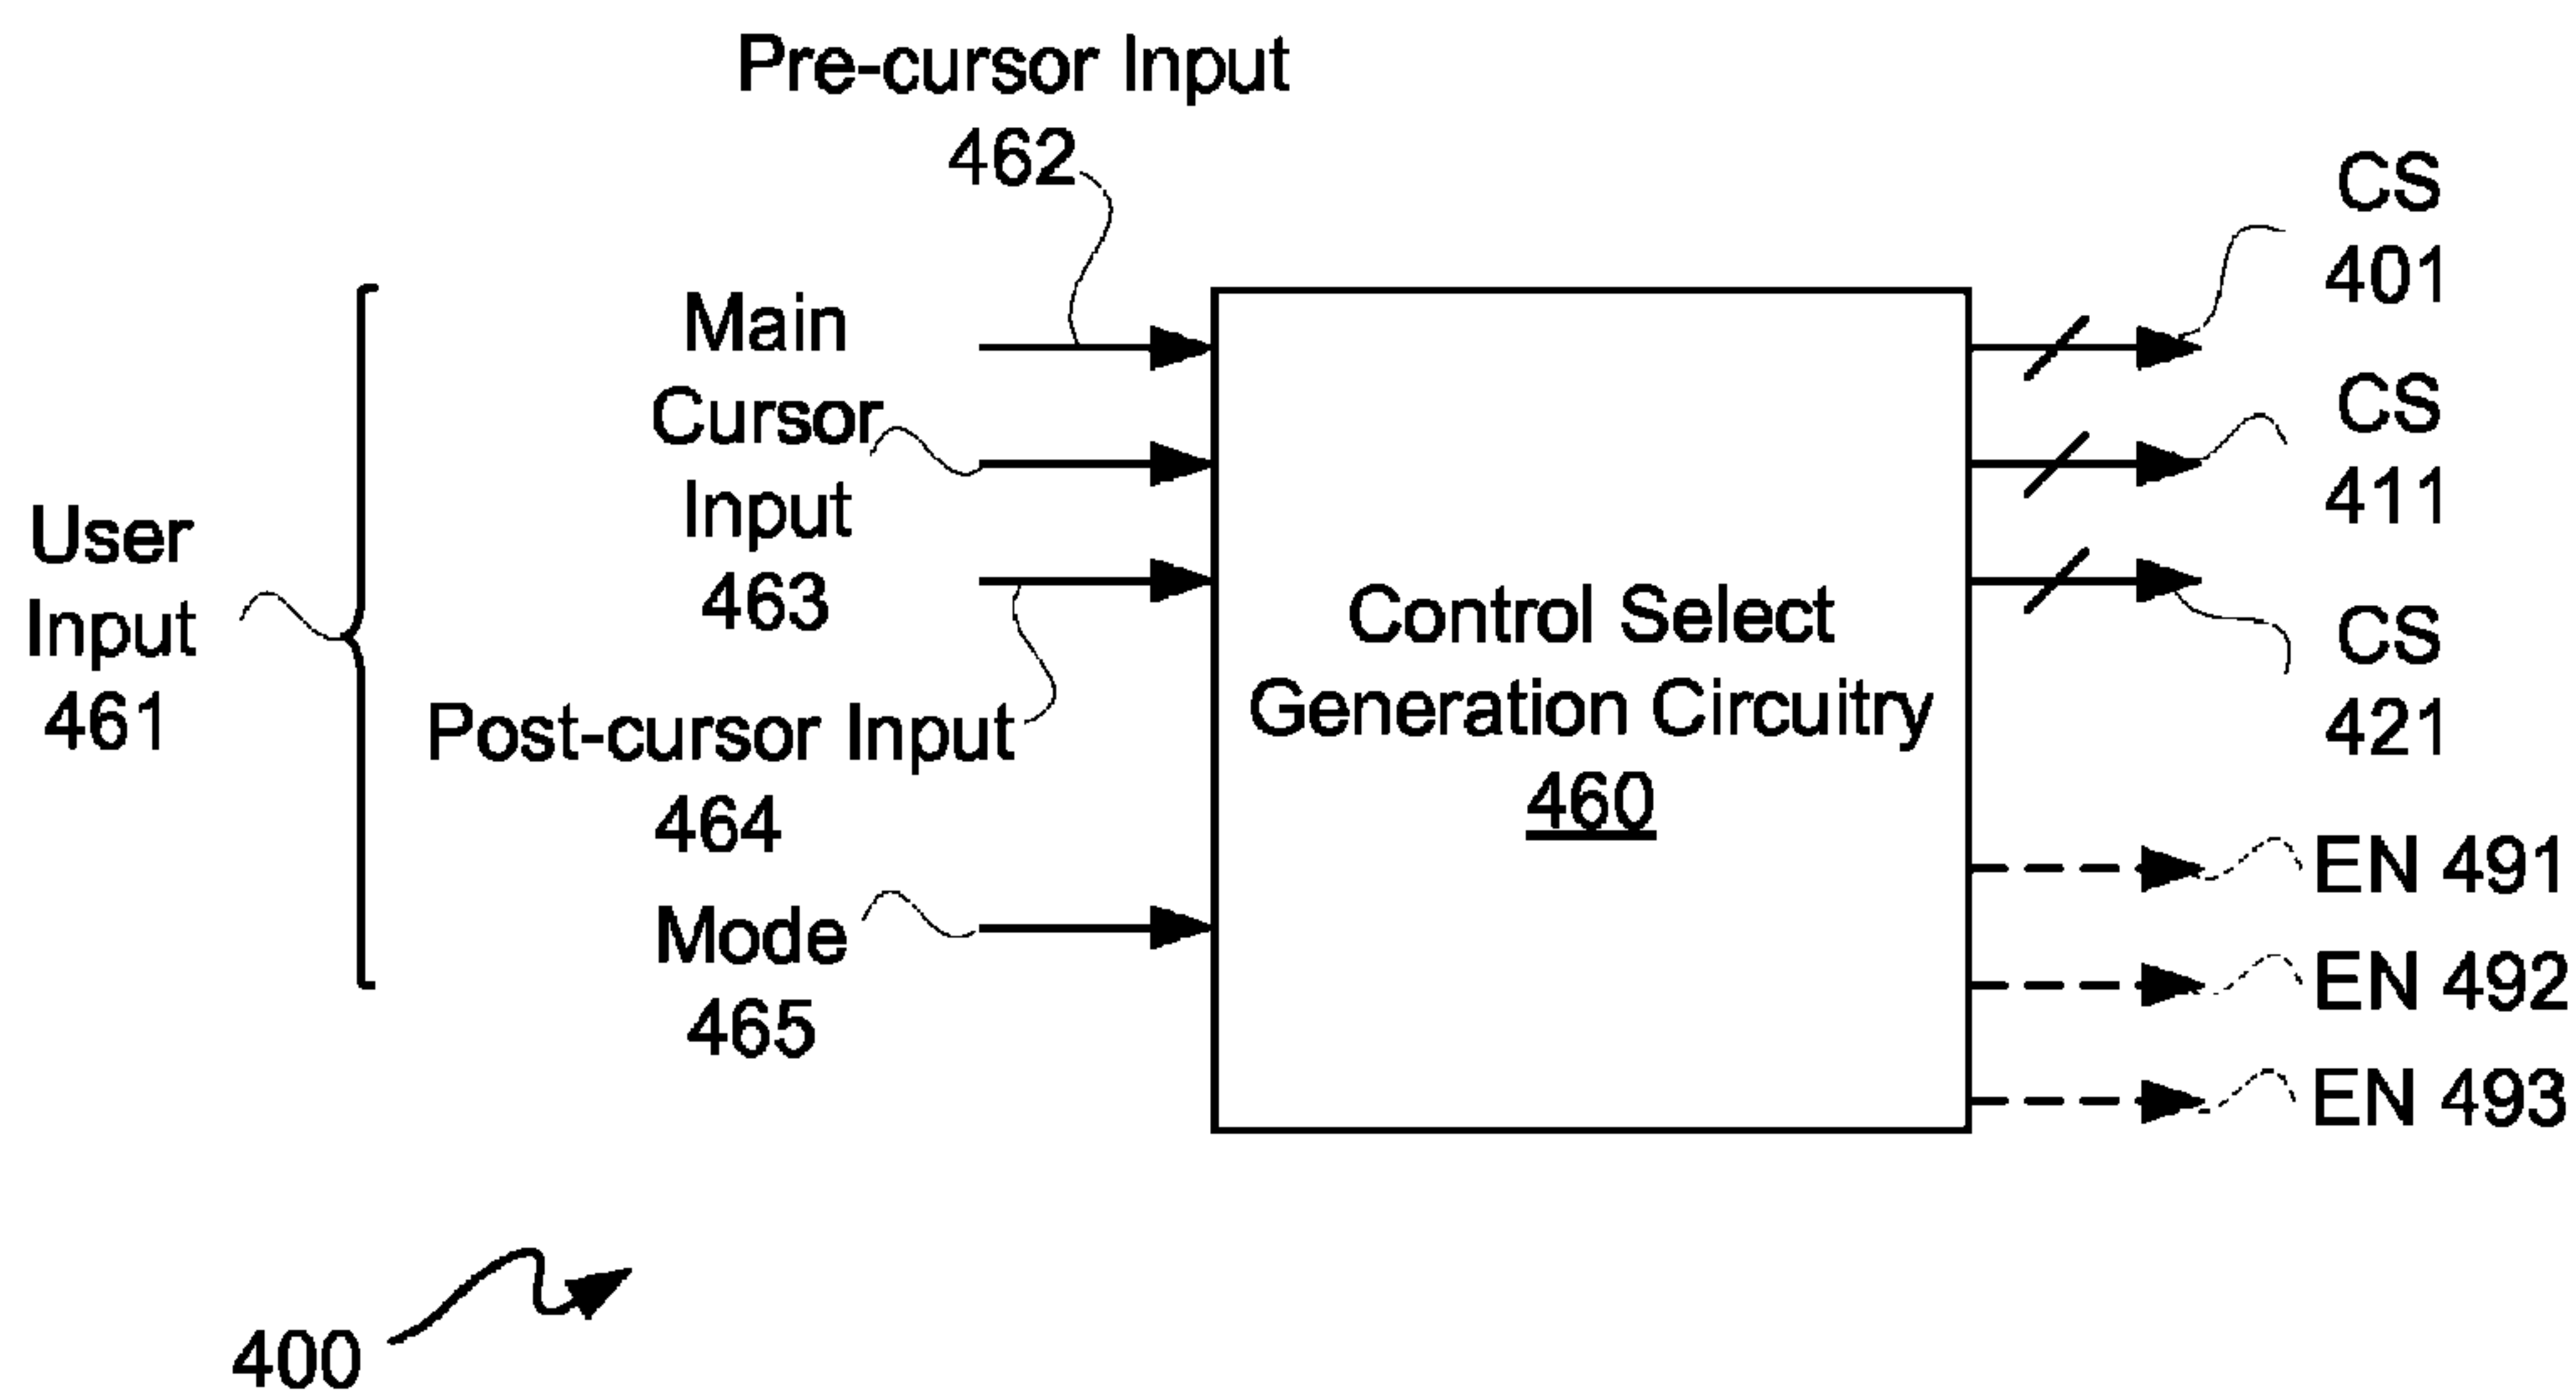 Pre-cursor Input
462
Main
Cursor
Input
463
User
Input
461
Post-cursor Input
464
Mode
465
Control Select
Generation Circuitry
460
CS
401
CS
411
CS
421
EN 491
EN 492
EN 493
400